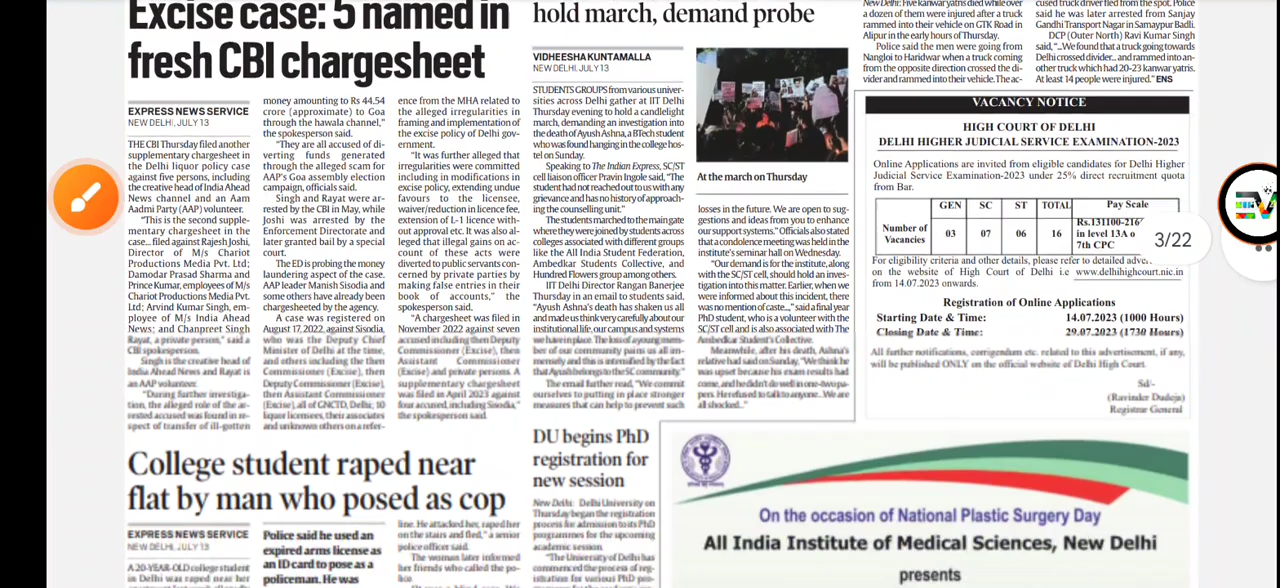 Excise case: 5 named in
fresh CBI chargesheet
EXPRESS NEWS SERVICE
NEW DELHI, JULY 13
THE CBI Thursday filed another
supplementary chargesheet in
the Delhi liquor policy case
against five persons, including
the creative head of India Ahead
News channel and an Aam
Aadmi Party (AAP) volunteer.
"This is the second supple-
mentary chargesheet in the
case... filed against Rajesh Joshi,
Director of M/s Chariot
Productions Media Pvt. Ltd;
Damodar Prasad Sharma and
Prince Kumar, employees of M/s
Chariot Productions Media Pvt.
Ltd; Arvind Kumar Singh, em-
ployee of M/s India Ahead
News; and Chanpreet Singh
Rayat, a private person," said a
CBI spokesperson.
Singh is the creative head of
India Ahead News and Rayat is
an AAP volunteer.
"During further investiga-
tion, the alleged role of the ar-
rested accused was found in re-
spect of transfer of ill-gotten
money amounting to Rs 44.54
crore (approximate) to Goa
through the hawala channel,"
the spokesperson said.
"They are all accused of di-
verting funds generated
through the alleged scam for
AAP's Goa assembly election
campaign, officials said.
Singh and Rayat were ar-
rested by the CBI in May, while
Joshi was arrested by the
Enforcement Directorate and
later granted bail by a special
court.
The ED is probing the money
laundering aspect of the case.
AAP leader Manish Sisodia and
some others have already been
chargesheeted by the agency.
A case was registered on
August 17, 2022, against Sisodia,
who was the Deputy Chief
Minister of Delhi at the time,
and others including the then
Commissioner (Excise), then
Deputy Commissioner (Excise),
then Assistant Commissioner
(Excise), all of GNCTD, Delhi; 10
liquor licensees, their associates
and unknown others on a refer-
ence from the MHA related to
the alleged irregularities in
framing and implementation of
the excise policy of Delhi gov-
ernment.
"It was further alleged that
irregularities were committed
including in modifications in
excise policy, extending undue
favours to the licensee,
waiver/reduction in licence fee,
extension of L-1 licence with-
out approval etc. It was also al-
leged that illegal gains on ac-
count of these acts were
diverted to public servants con-
cerned by private parties by
making false entries in their
book of accounts," the
spokesperson said.
"A chargesheet was filed in
November 2022 against seven
accused including then Deputy
Commissioner (Excise), then
Assistant Commissioner
(Excise) and private persons. A
supplementary chargesheet
was filed in April 2023 against
four accused, including Sisodia,"
the spokesperson said.
College student raped near
flat by man who posed as cop
EXPRESS NEWS SERVICE
NEW DELHI, JULY 13
A 20-YEAR-OLD college student
in Delhi was raped near her
Police said he used an
expired arms license as
an ID card to pose as a
policeman. He was
line. He attacked her, raped her
on the stairs and fled," a senior
police officer said.
The woman later informed
her friends who called the po-
lice.
hold march, demand probe
VIDHEESHA KUNTAMALLA
NEW DELHI, JULY 13
STUDENTS GROUPS from various univer-
sities across Delhi gather at IIT Delhi
Thursday evening to hold a candlelight
march, demanding an investigation into
the death of Ayush Ashna, a BTech student
who was found hanging in the college hos-
tel on Sunday.
Speaking to The Indian Express, SC/ST
cell liaison officer Pravin Ingole said, "The
student had not reached out to us with any
grievance and has no history of approach-
ing the counselling unit."
The students marched to the main gate
where they were joined by students across
colleges associated with different groups
like the All India Student Federation,
Ambedkar Students Collective, and
Hundred Flowers group among others.
IIT Delhi Director Rangan Banerjee
Thursday in an email to students said,
"Ayush Ashna's death has shaken us all
and made us think very carefully about our
institutional life, our campus and systems
we have in place. The loss of a young mem-
ber of our community pains us all im-
mensely and this is intensified by the fact
that Ayush belongs to the SC community."
The email further read, "We commit
ourselves to putting in place stronger
measures that can help to prevent such
At the march on Thursday
losses in the future. We are open to sug-
gestions and ideas from you to enhance
our support systems." Officials also stated
that a condolence meeting was held in the
institute's seminar hall on Wednesday.
"Our demand is for the institute, along
with the SC/ST cell, should hold an inves-
tigation into this matter. Earlier, when we
were informed about this incident, there
was no mention of caste...," said a final year
PhD student, who is a volunteer with the
SC/ST cell and is also associated with The
Ambedkar Student's Collective.
Meanwhile, after his death, Ashna's
relative had said on Sunday, "We think he
was upset because his exam results had
come, and he didn't do well in one-two pa-
pers. He refused to talk to anyone... We are
all shocked..."
DU begins PhD
registration for
new session
New Delhi: Delhi University on
Thursday began the registration
process for admission to its PhD
programmes for the upcoming
academic session.
"The University of Delhi has
commenced the process of reg-
New Delhi: Five kanwar yatris died while over
a dozen of them were injured after a truck
rammed into their vehicle on GTK Road in
Alipur in the early hours of Thursday.
Police said the men were going from
Nangloi to Haridwar when a truck coming
from the opposite direction crossed the di-
vider and rammed into their vehicle. The ac-
cused truck driver fled from the spot. Police
said he was later arrested from Sanjay
Gandhi Transport Nagar in Samaypur Badli.
DCP (Outer North) Ravi Kumar Singh
said, "...We found that a truck going towards
Delhi crossed divider... and rammed into an-
other truck which had 20-23 kanwar yatris.
At least 14 people were injured." ENS
VACANCY NOTICE
HIGH COURT OF DELHI
DELHI HIGHER JUDICIAL SERVICE EXAMINATION-2023
Online Applications are invited from eligible candidates for Delhi Higher
Judicial Service Examination-2023 under 25% direct recruitment quota
from Bar.
GEN SC ST TOTAL Pay Scale
Number of Vacancies 03 07 06 16 Rs.131100-216
in level 13A o
7th CPC
For eligibility criteria and other details, please refer to detailed adve
on the website of High Court of Delhi i.e www.delhihighcourt.nic.in
from 14.07.2023 onwards.
Registration of Online Applications
Starting Date & Time: 14.07.2023 (1000 Hours)
Closing Date & Time: 29.07.2023 (1730 Hours)
All further notifications, corrigendum etc. related to this advertisement, if any,
will be published ONLY on the official website of Delhi High Court.
Sd/-
(Ravinder Dudeja)
Registrar General
3/22
EV
On the occasion of National Plastic Surgery Day
All India Institute of Medical Sciences, New Delhi
presents